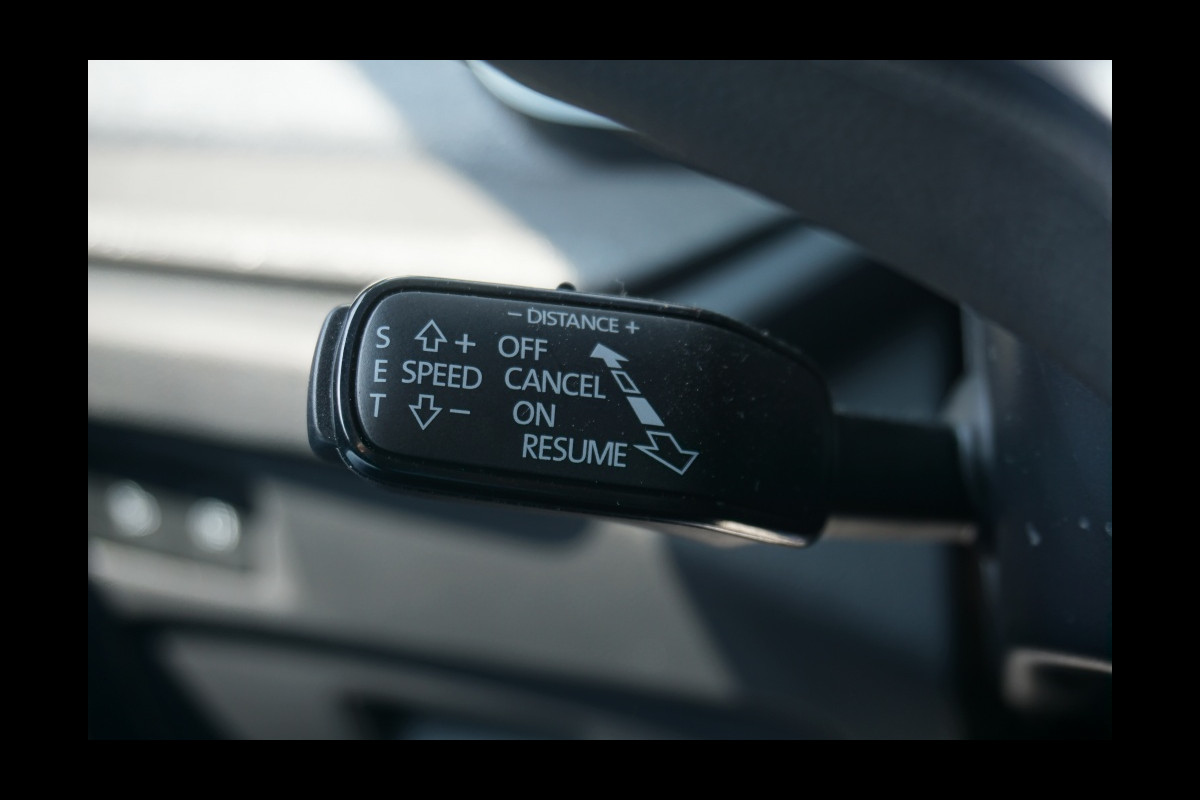 – DISTANCE +
S + OFF
E SPEED CANCEL
T – ON
RESUME